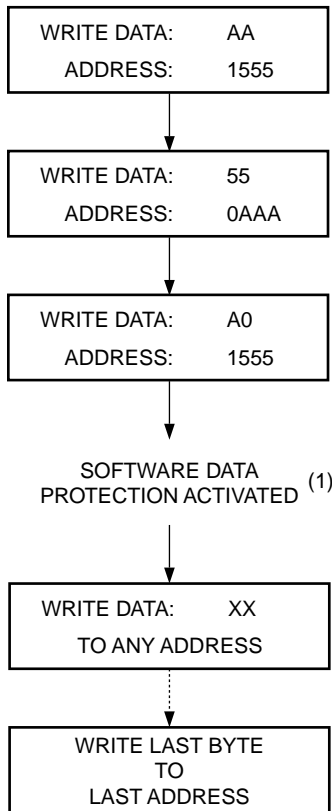 WRITE DATA: AA
ADDRESS: 1555
WRITE DATA: 55
ADDRESS: 0AAA
WRITE DATA: A0
ADDRESS: 1555
SOFTWARE DATA
PROTECTION ACTIVATED (1)
WRITE DATA: XX
TO ANY ADDRESS
WRITE LAST BYTE
TO
LAST ADDRESS